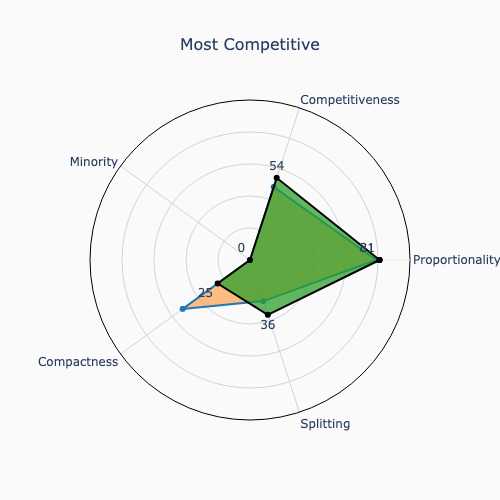 Most Competitive
Competitiveness
Minority
54
0
81
Proportionality
25
36
Compactness
Splitting